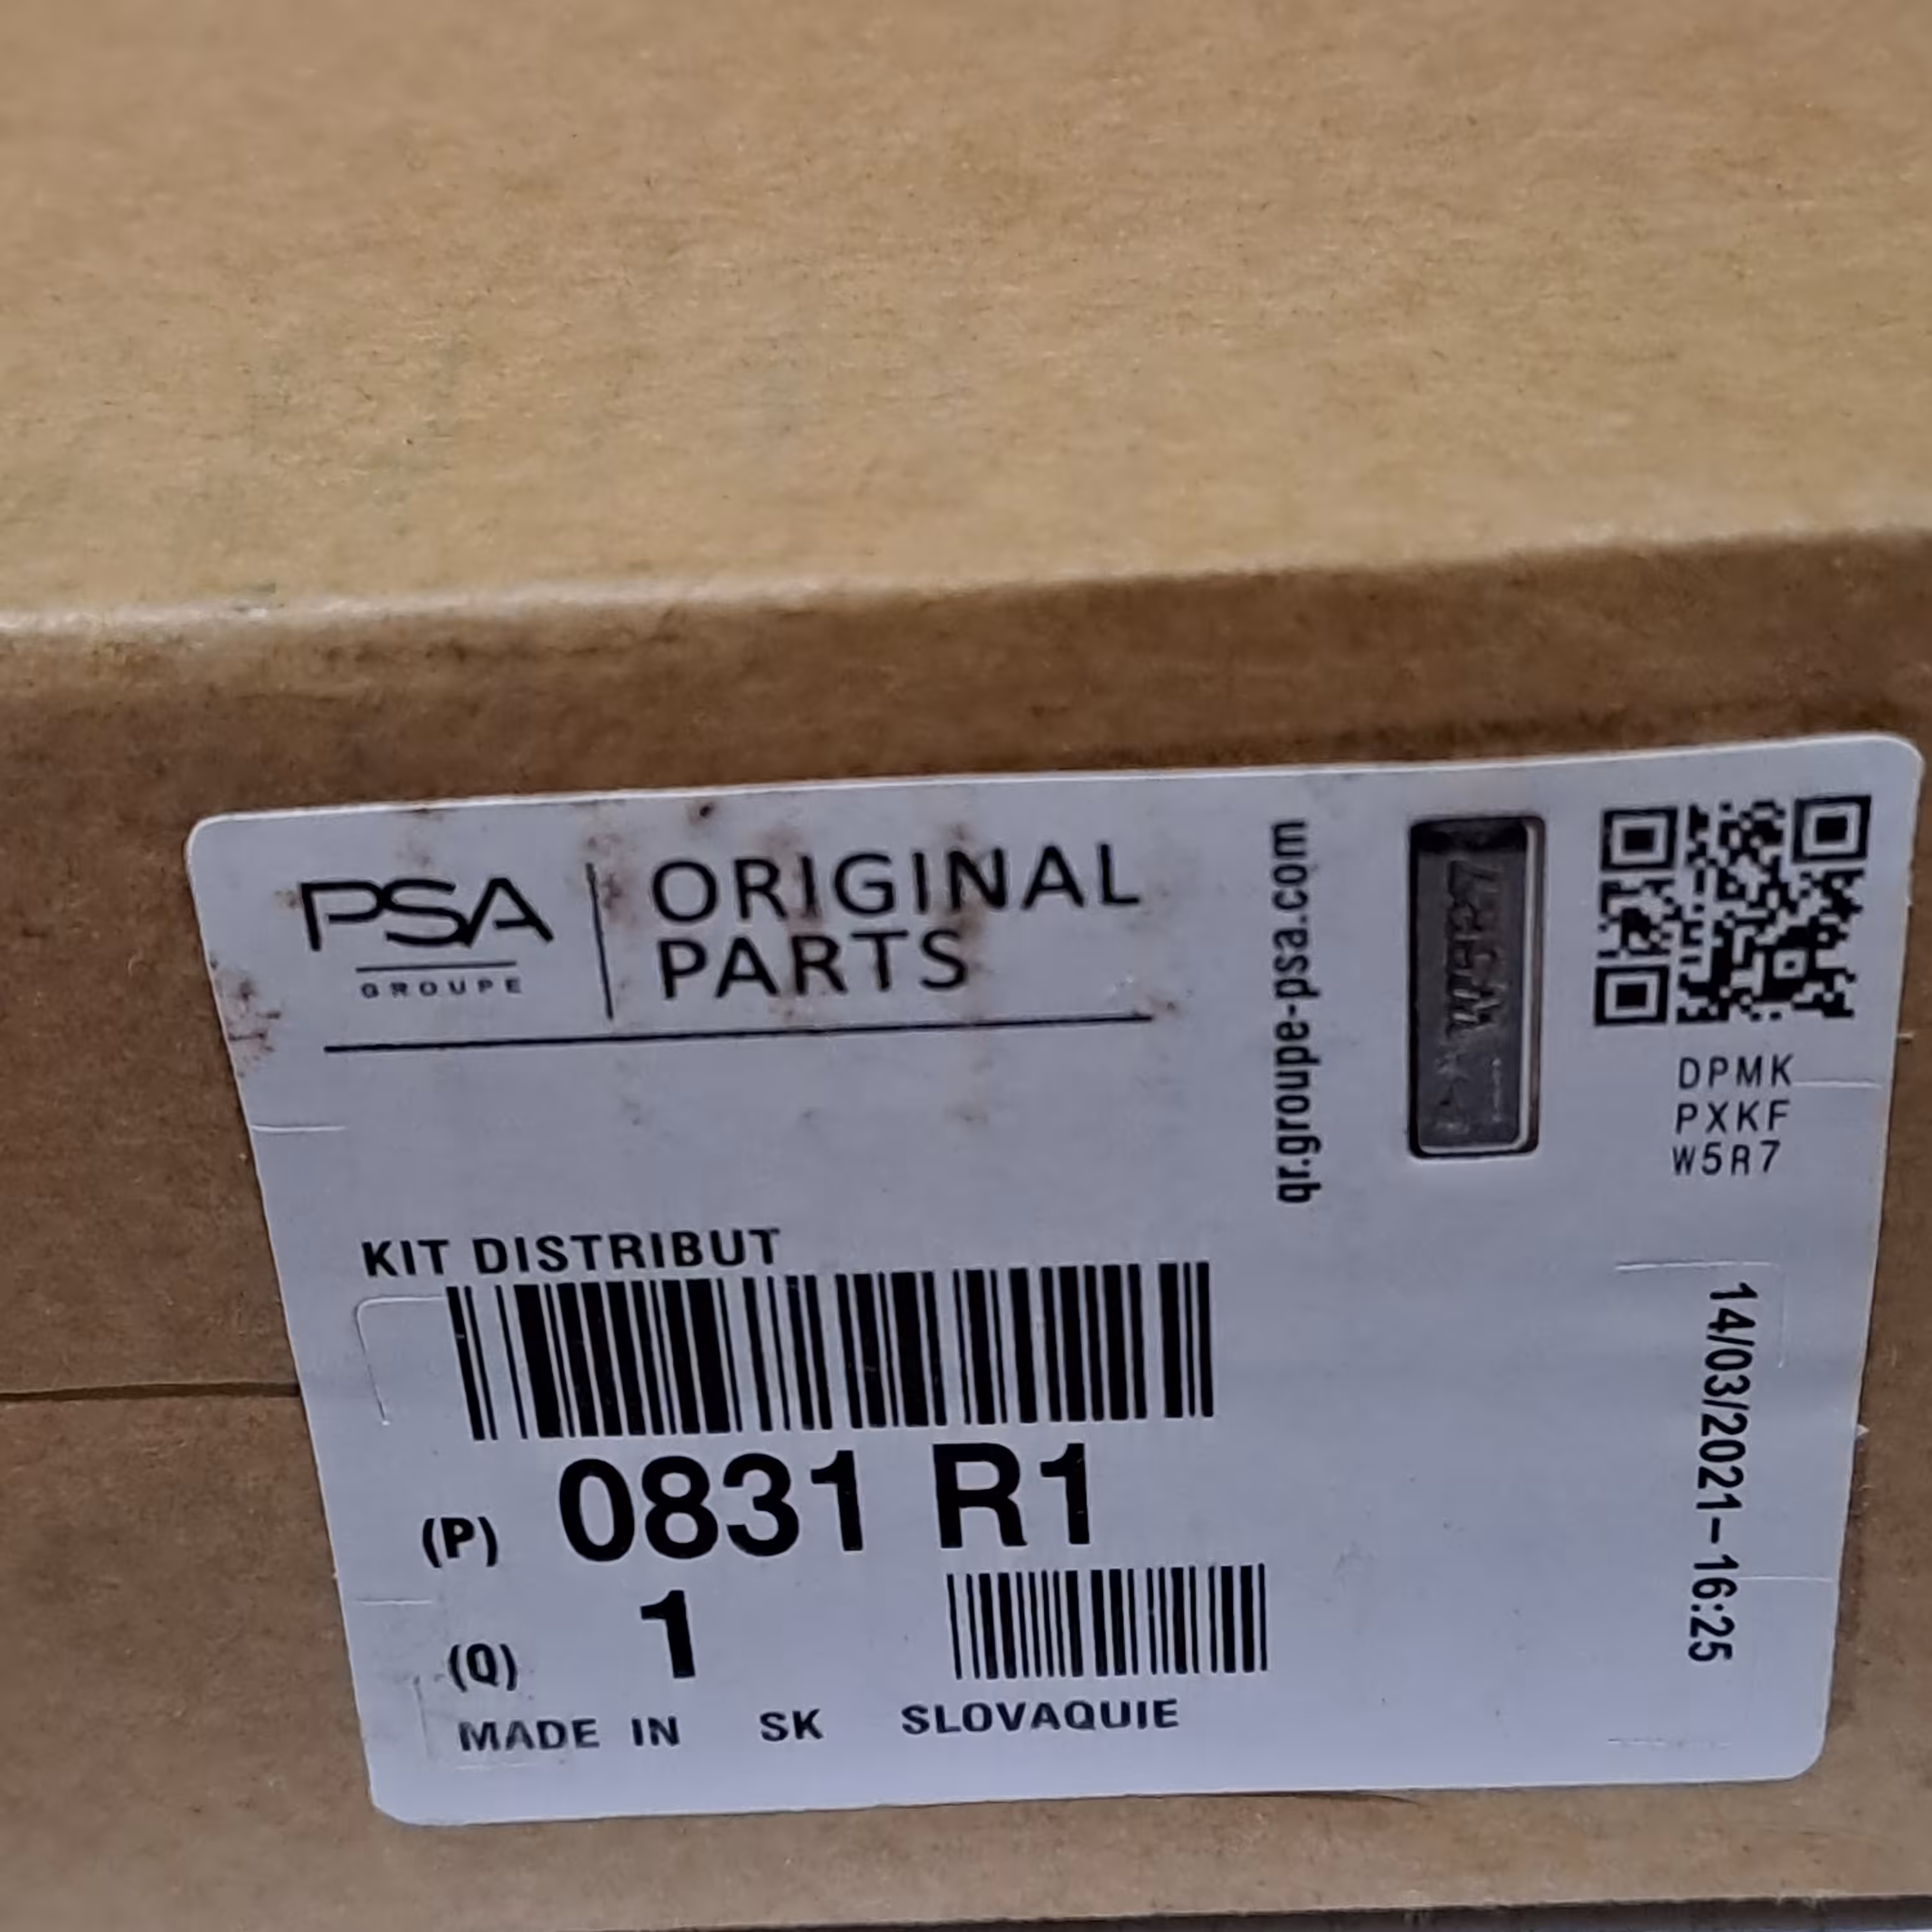 PSA
GROUPE
ORIGINAL
PARTS
qr.groupe-psa.com
DPMK
PXKF
W5R7
KIT DISTRIBUT
(P) 0831 R1
(Q) 1
MADE IN SK SLOVAQUIE
14/03/2021-16:25